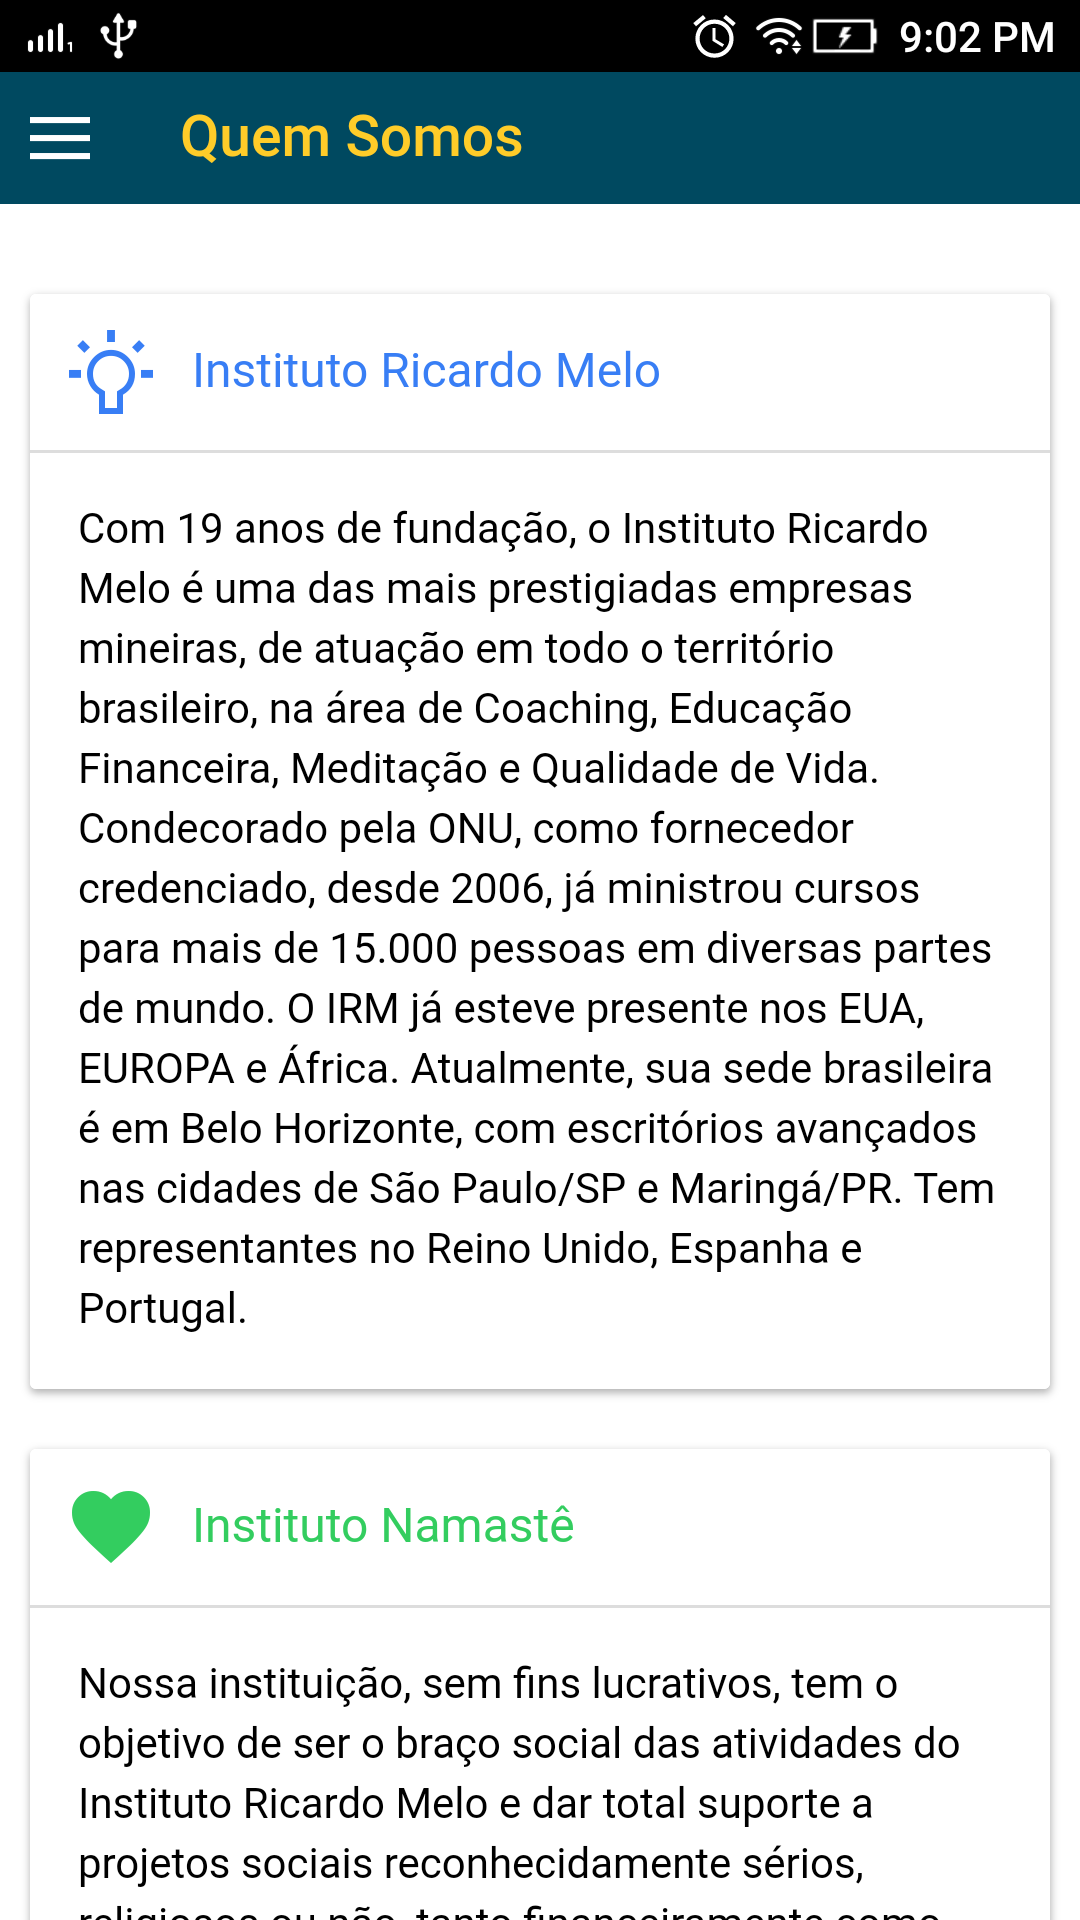 9:02 PM
Quem Somos
Instituto Ricardo Melo
Com 19 anos de fundação, o Instituto Ricardo
Melo é uma das mais prestigiadas empresas
mineiras, de atuação em todo o território
brasileiro, na área de Coaching, Educação
Financeira, Meditação e Qualidade de Vida.
Condecorado pela ONU, como fornecedor
credenciado, desde 2006, já ministrou cursos
para mais de 15.000 pessoas em diversas partes
de mundo. O IRM já esteve presente nos EUA,
EUROPA e África. Atualmente, sua sede brasileira
é em Belo Horizonte, com escritórios avançados
nas cidades de São Paulo/SP e Maringá/PR. Tem
representantes no Reino Unido, Espanha e
Portugal.
Instituto Namastê
Nossa instituição, sem fins lucrativos, tem o
objetivo de ser o braço social das atividades do
Instituto Ricardo Melo e dar total suporte a
projetos sociais reconhecidamente sérios,
religiosos ou não, tanto financeiramente como